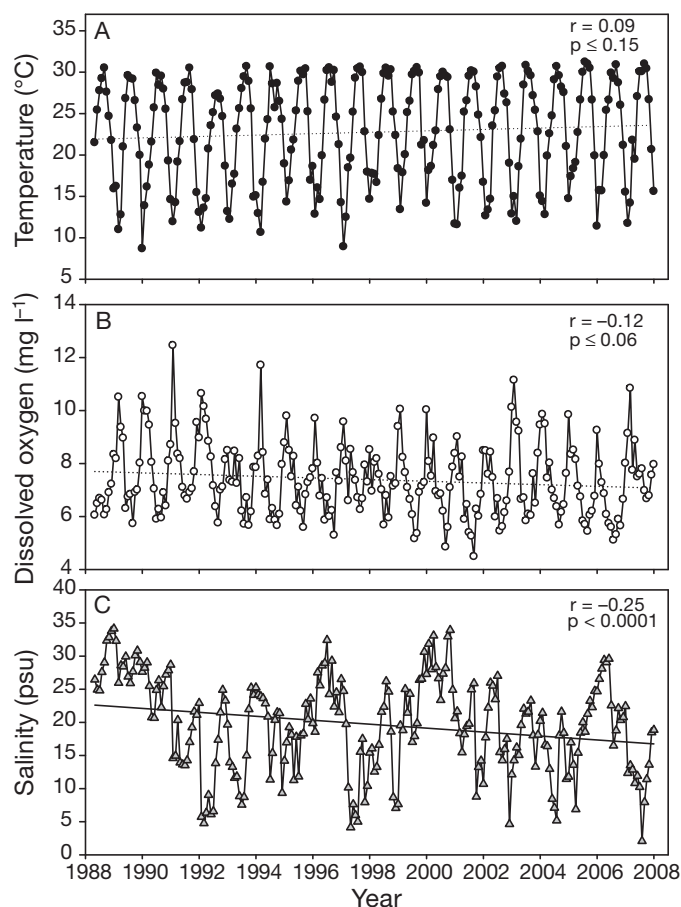 A
r = 0.09
p ≤ 0.15
Temperature (°C)
35
30
25
20
15
10
5
B
r = –0.12
p ≤ 0.06
Dissolved oxygen (mg l–1)
14
12
10
8
6
4
C
r = –0.25
p < 0.0001
Salinity (psu)
40
35
30
25
20
15
10
5
0
1988 1990 1992 1994 1996 1998 2000 2002 2004 2006 2008
Year